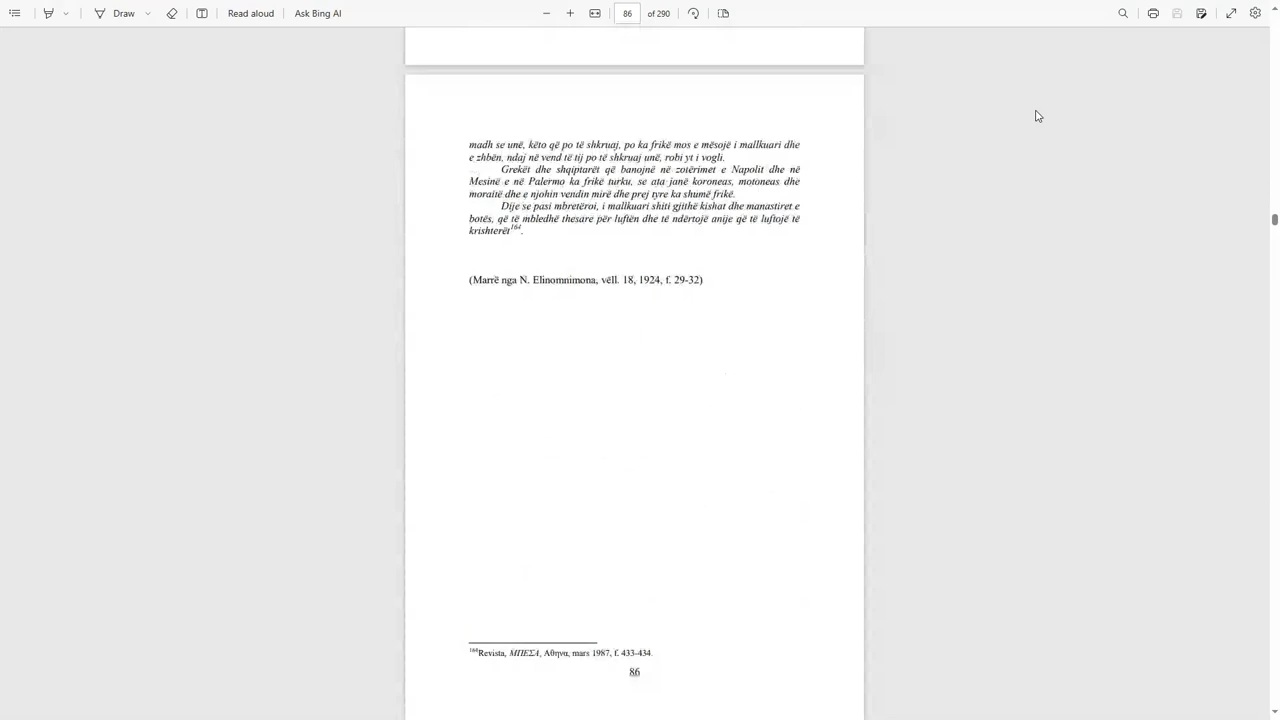 Draw
Read aloud
Ask Bing AI
86
of 290
madh se unë, këto që po të shkruaj, po ka frikë mos e mësojë i mallkuari dhe
e zhbën, ndaj në vend të tij po të shkruaj unë, robi yt i vogli.
Grekët dhe shqiptarët që banojnë në zotërimet e Napolit dhe në
Mesinë e në Palermo ka frikë turku, se ata janë koroneas, motoneas dhe
moraitë dhe e njohin vendin mirë dhe prej tyre ka shumë frikë.
Dije se pasi mbretëroi, i mallkuar shiti gjithë kishat dhe manastiret e
botës, që të mbledhë thesare për luftën dhe të ndërtojë anije që të luftojë të
krishterët164.
(Marrë nga N. Elinomnimona, vëll. 18, 1924, f. 29-32)
164Revista, ΜΠΕΣΑ, Αθηνα, mars 1987, f. 433-434.
86